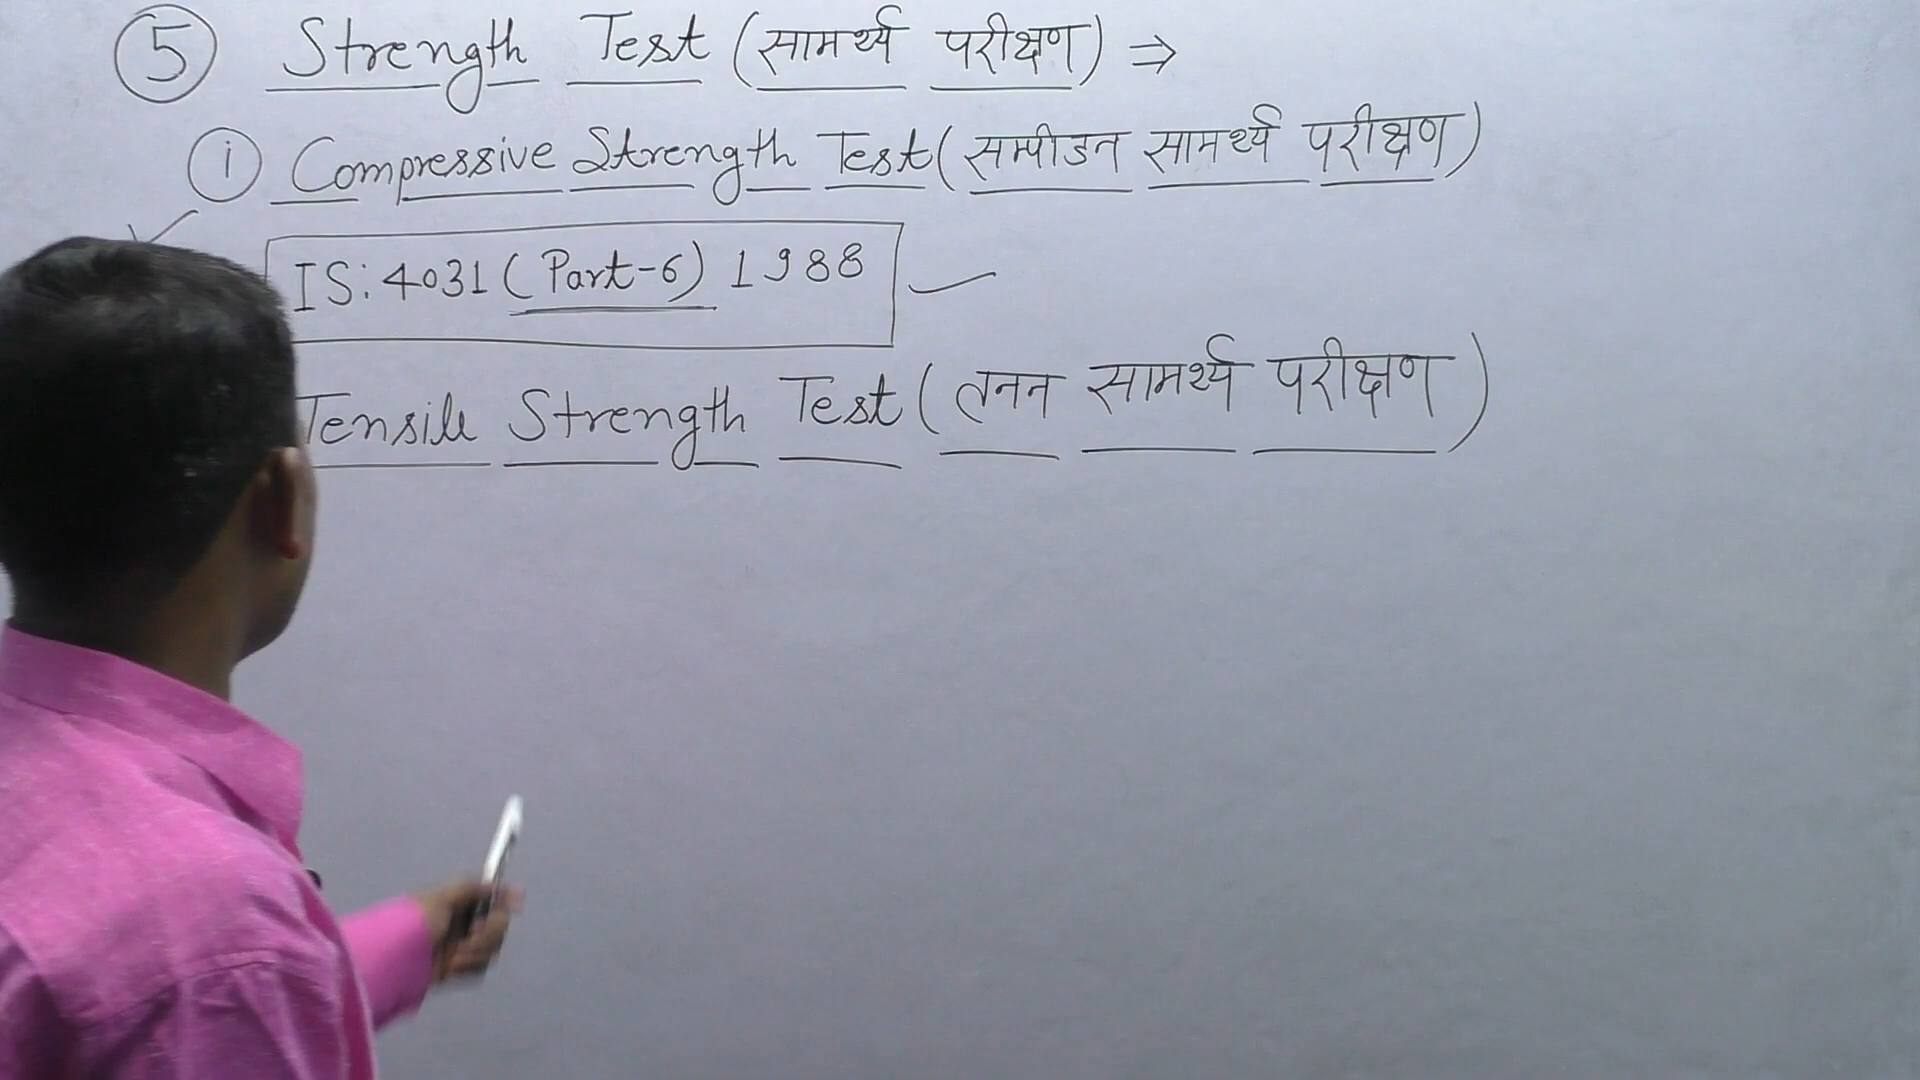 5 Strength Test (सामर्थ्य परीक्षण) ⇒
i Compressive Strength Test (सम्पीडन सामर्थ्य परीक्षण)
IS: 4031 (Part-6) 1988
Tensile Strength Test (तनन सामर्थ्य परीक्षण)